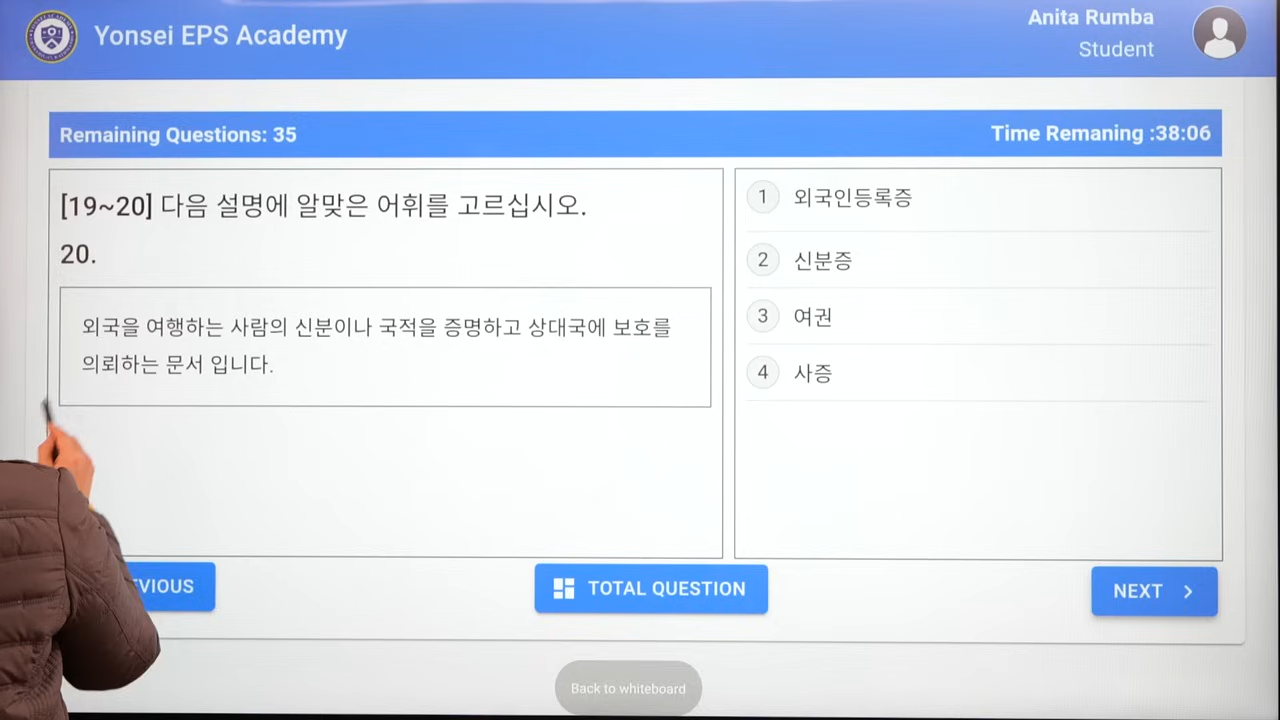 Yonsei EPS Academy
Anita Rumba
Student
Remaining Questions: 35
Time Remaning :38:06
[19~20] 다음 설명에 알맞은 어휘를 고르십시오.
20.
외국을 여행하는 사람의 신분이나 국적을 증명하고 상대국에 보호를
의뢰하는 문서 입니다.
1 외국인등록증
2 신분증
3 여권
4 사증
VIOUS
TOTAL QUESTION
NEXT
Back to whiteboard